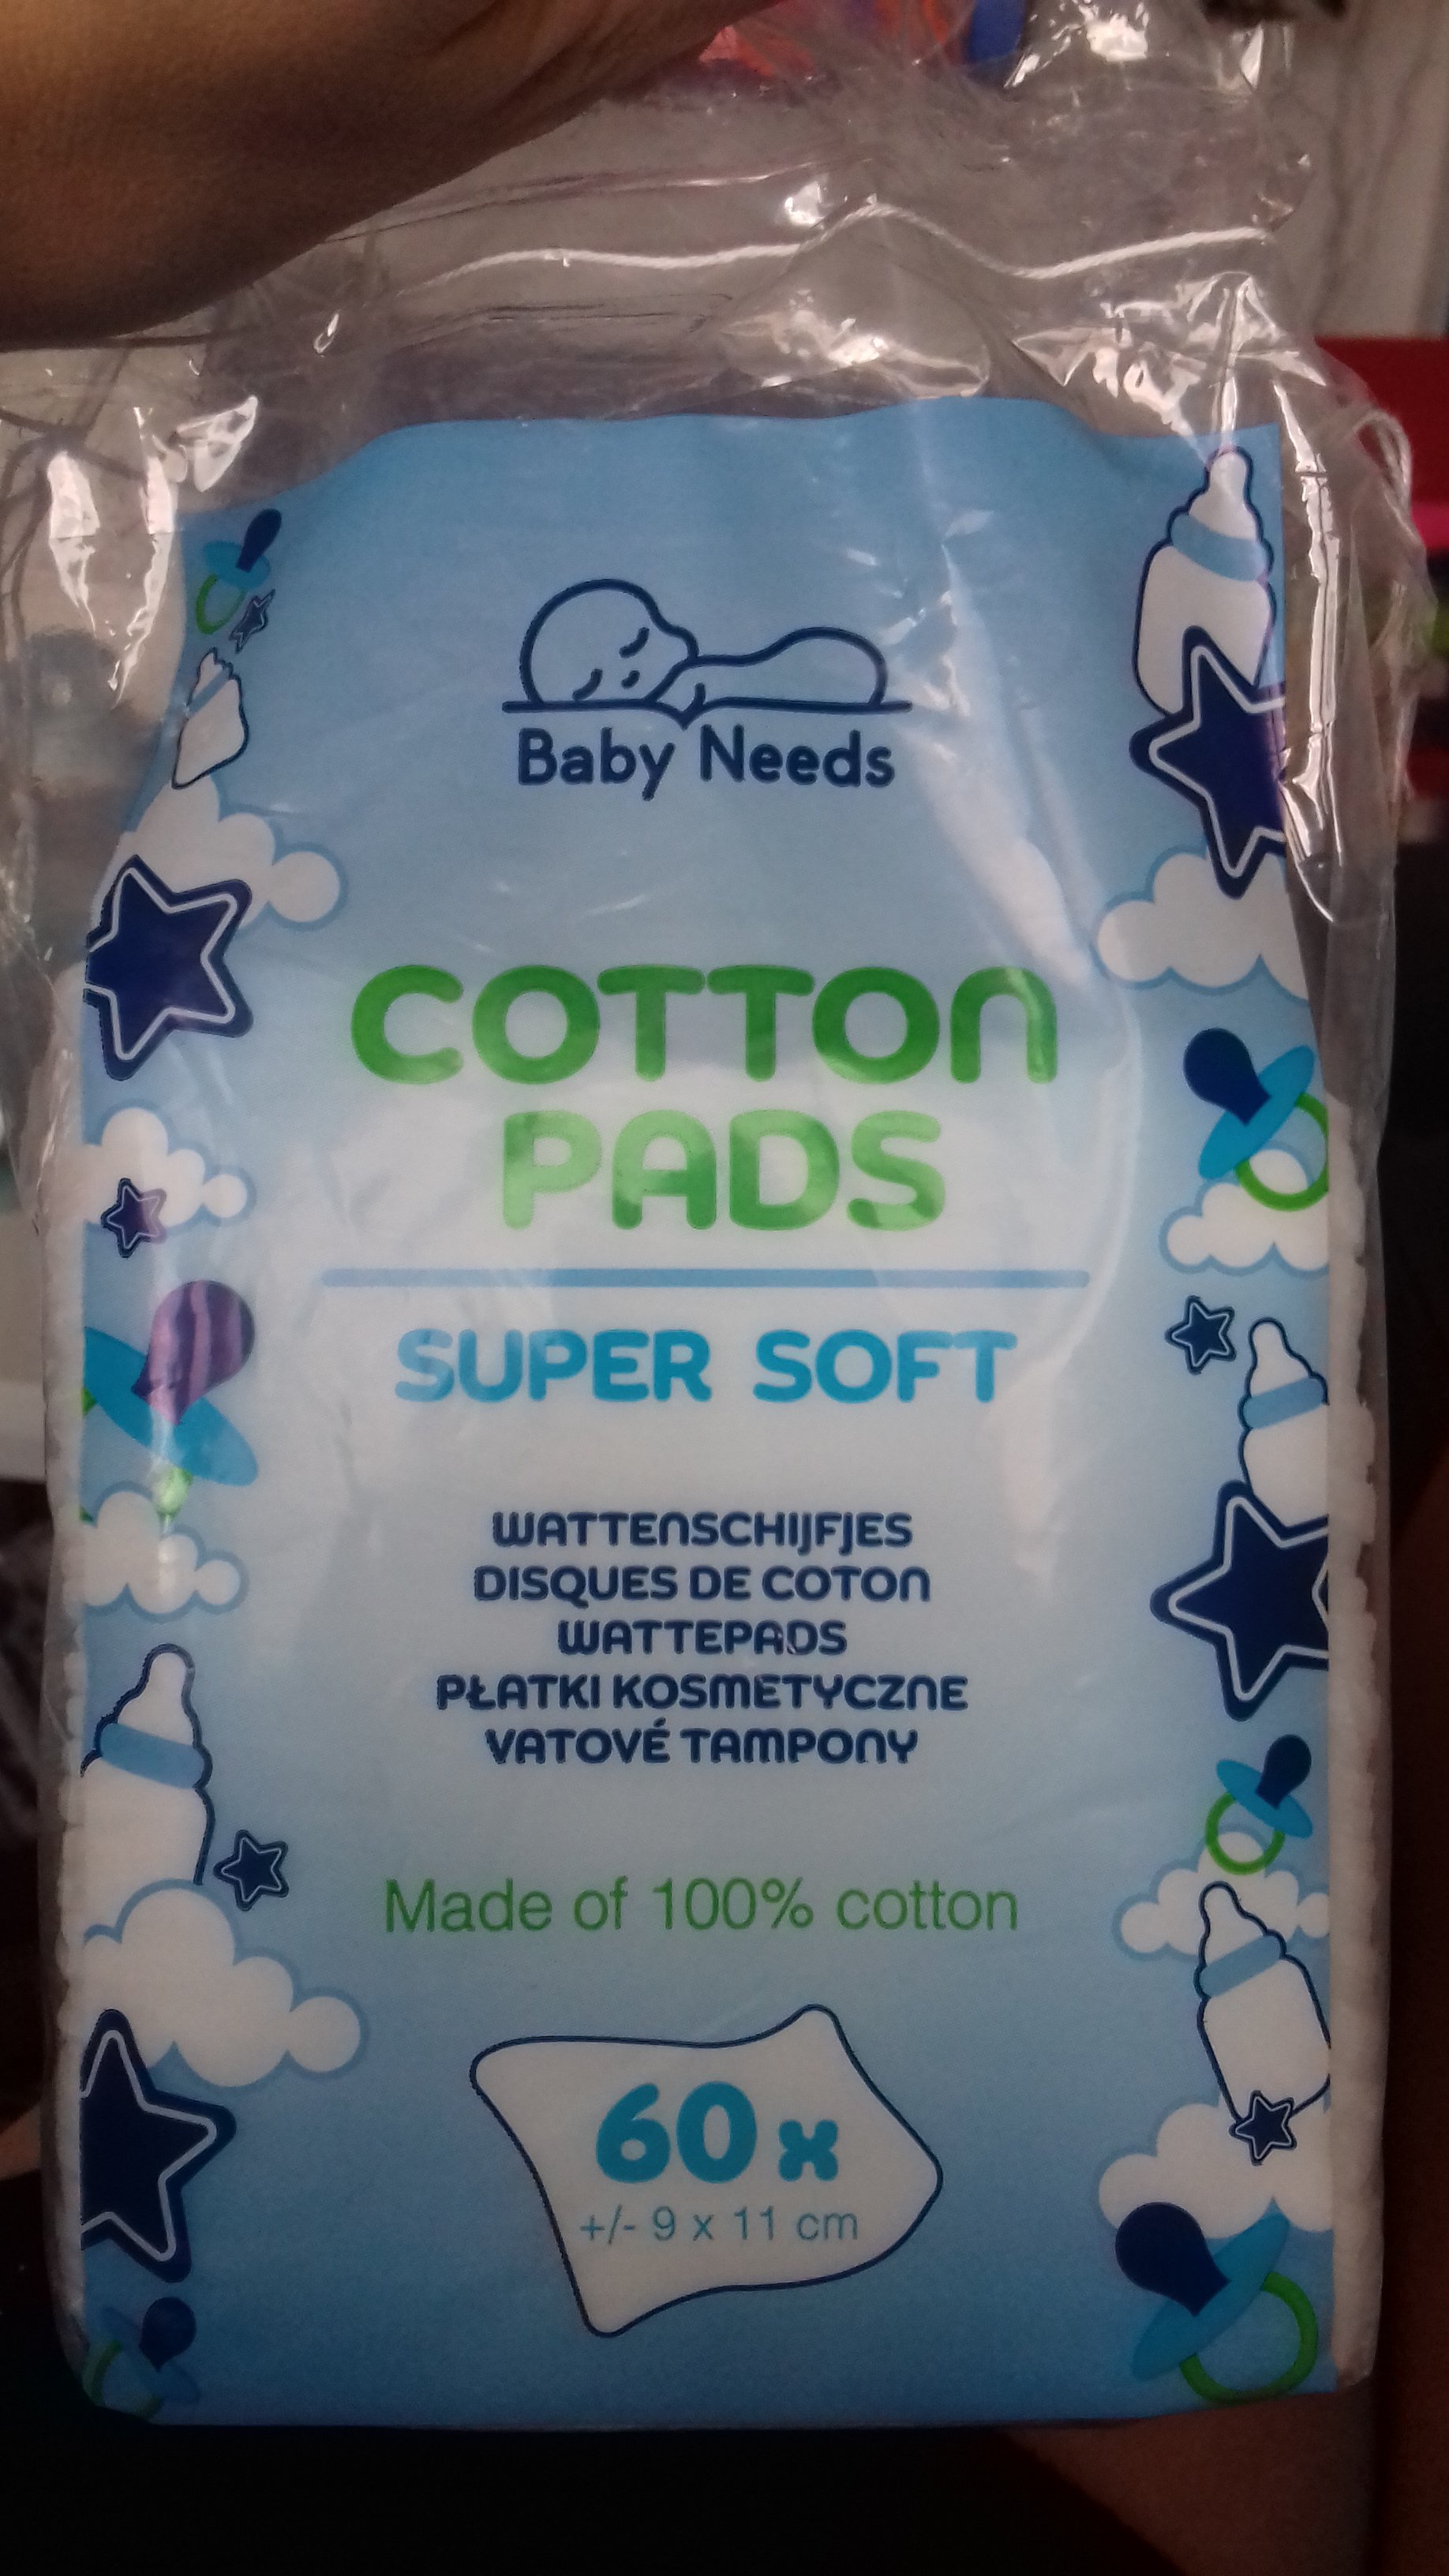 Baby Needs
COTTON
PADS
SUPER SOFT
WATTENSCHIJFJES
DISQUES DE COTON
WATTEPADS
PŁATKI KOSMETYCZNE
VATOVÉ TAMPONY
Made of 100% cotton
60 x
+/- 9 x 11 cm